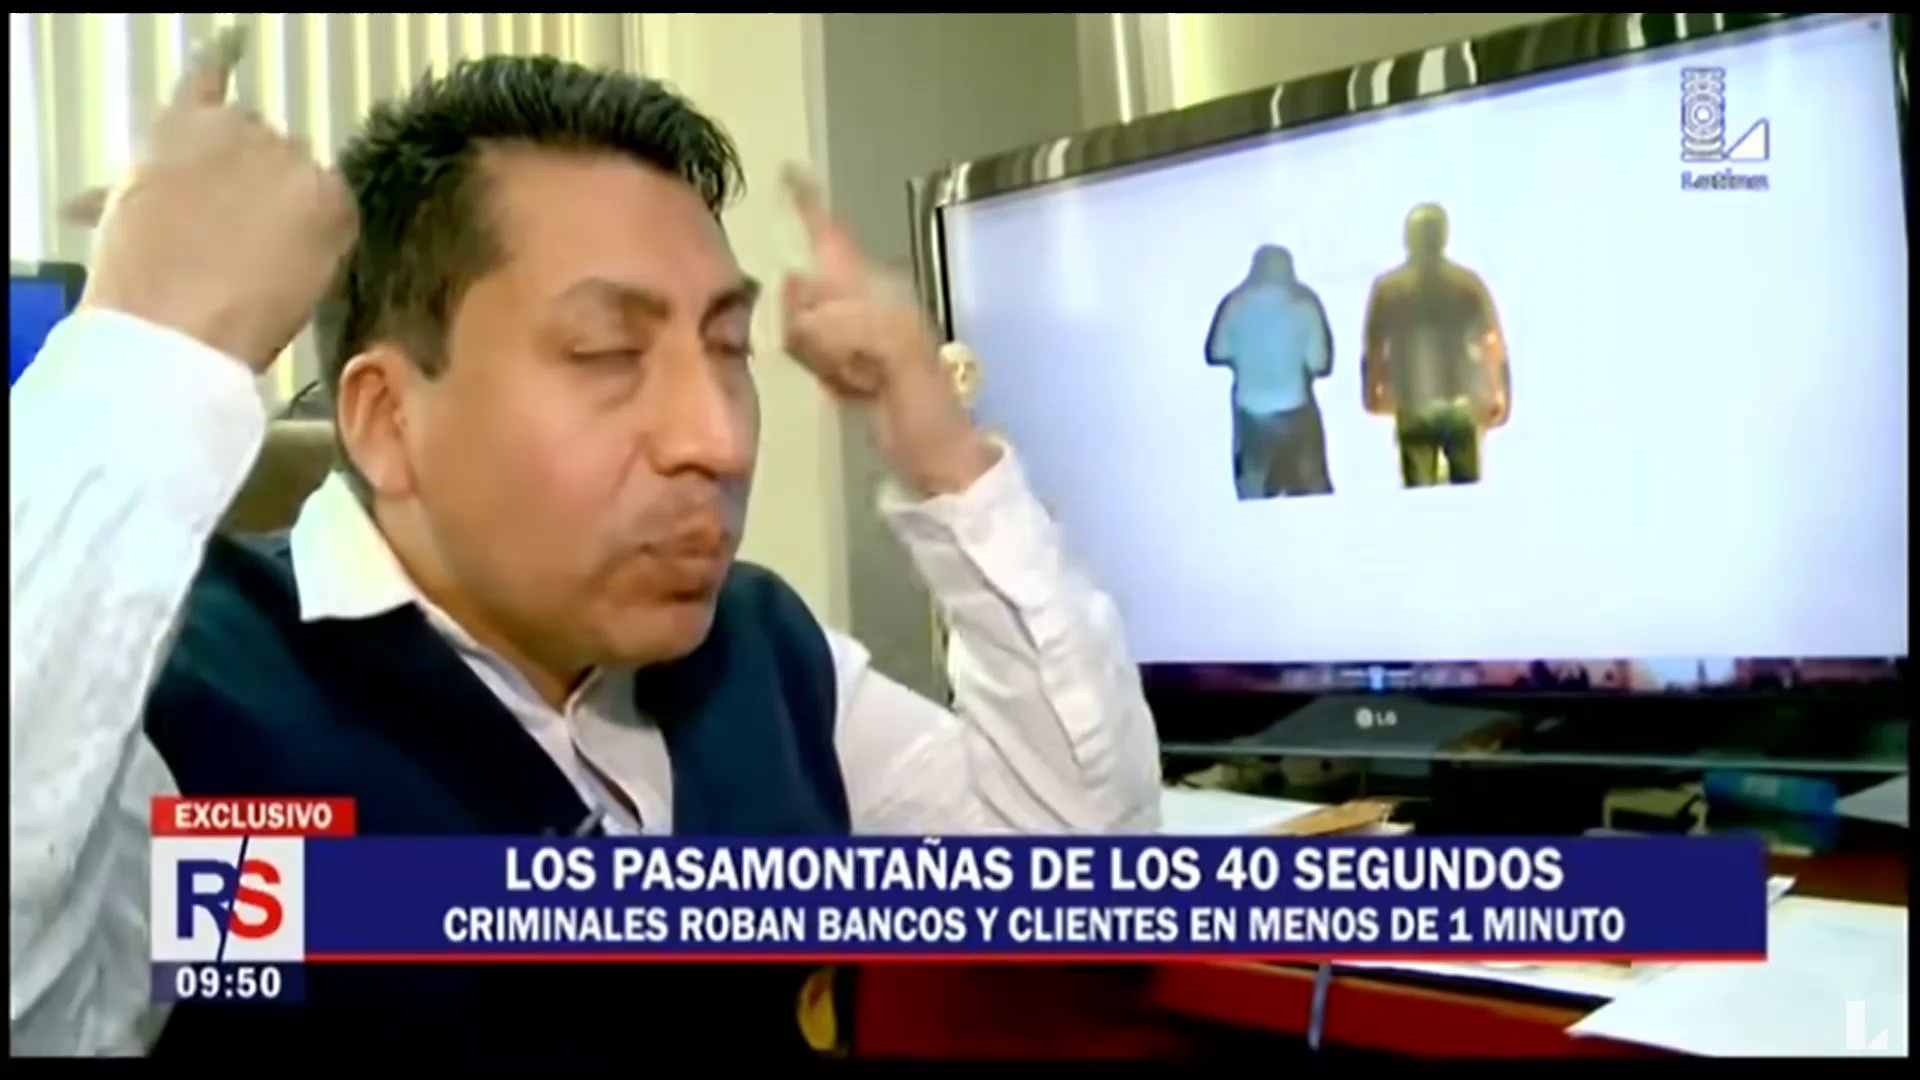 Latina
LG
EXCLUSIVO
RS
LOS PASAMONTAÑAS DE LOS 40 SEGUNDOS
CRIMINALES ROBAN BANCOS Y CLIENTES EN MENOS DE 1 MINUTO
09:50